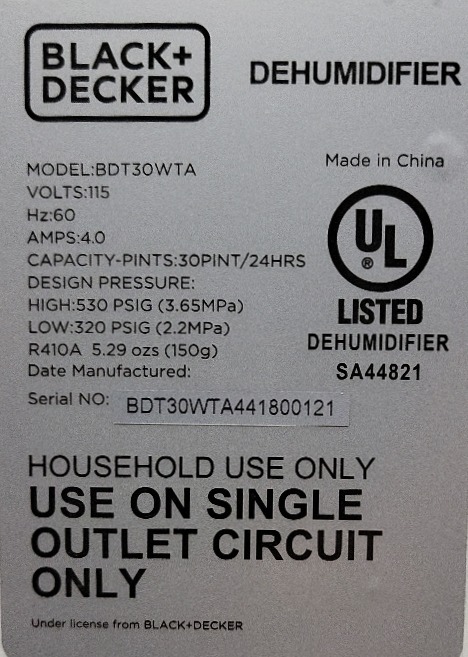 BLACK+
DECKER
DEHUMIDIFIER
MODEL:BDT30WTA
VOLTS:115
Hz:60
AMPS:4.0
CAPACITY-PINTS:30PINT/24HRS
DESIGN PRESSURE:
HIGH:530 PSIG (3.65MPa)
LOW:320 PSIG (2.2MPa)
R410A 5.29 ozs (150g)
Date Manufactured:
Serial NO: BDT30WTA441800121
Made in China
UL
®
LISTED
DEHUMIDIFIER
SA44821
HOUSEHOLD USE ONLY
USE ON SINGLE
OUTLET CIRCUIT
ONLY
Under license from BLACK+DECKER